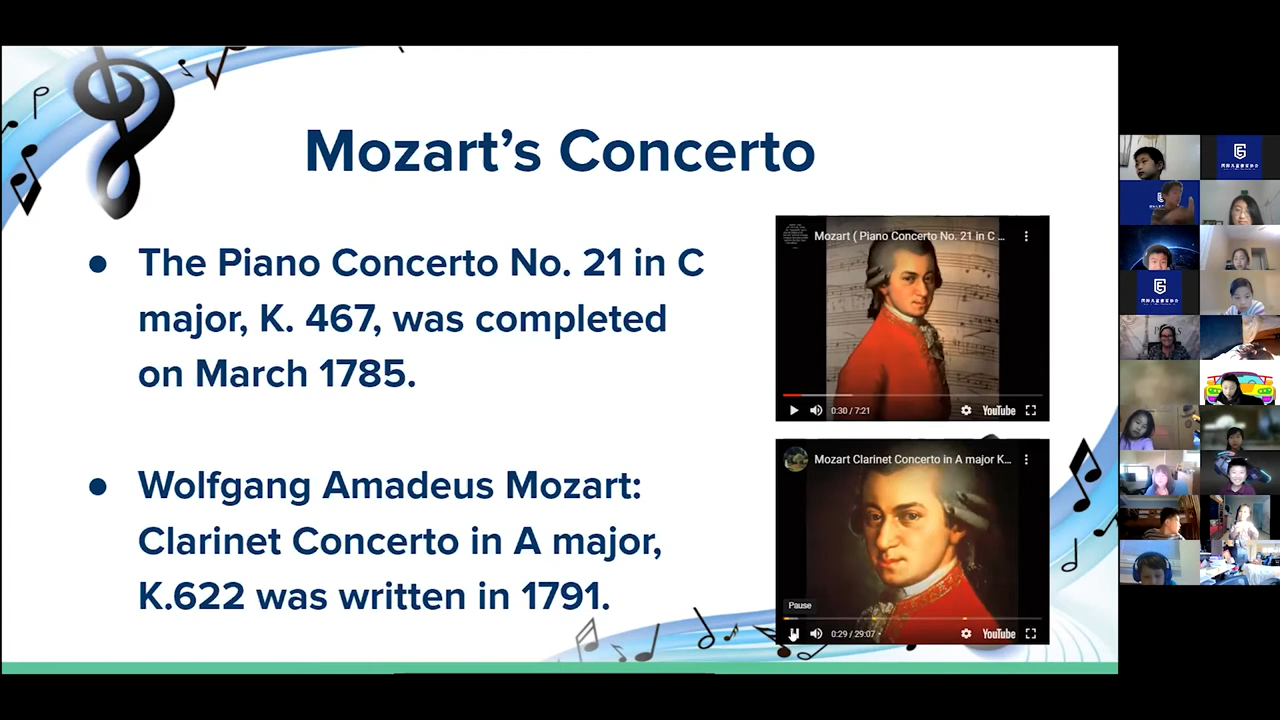 Mozart's Concerto
● The Piano Concerto No. 21 in C
major, K. 467, was completed
on March 1785.
● Wolfgang Amadeus Mozart:
Clarinet Concerto in A major,
K.622 was written in 1791.
Mozart ( Piano Concerto No. 21 in C ...
0:30 / 7:21
YouTube
Mozart Clarinet Concerto in A major K...
Pause
0:29 / 29:07
YouTube